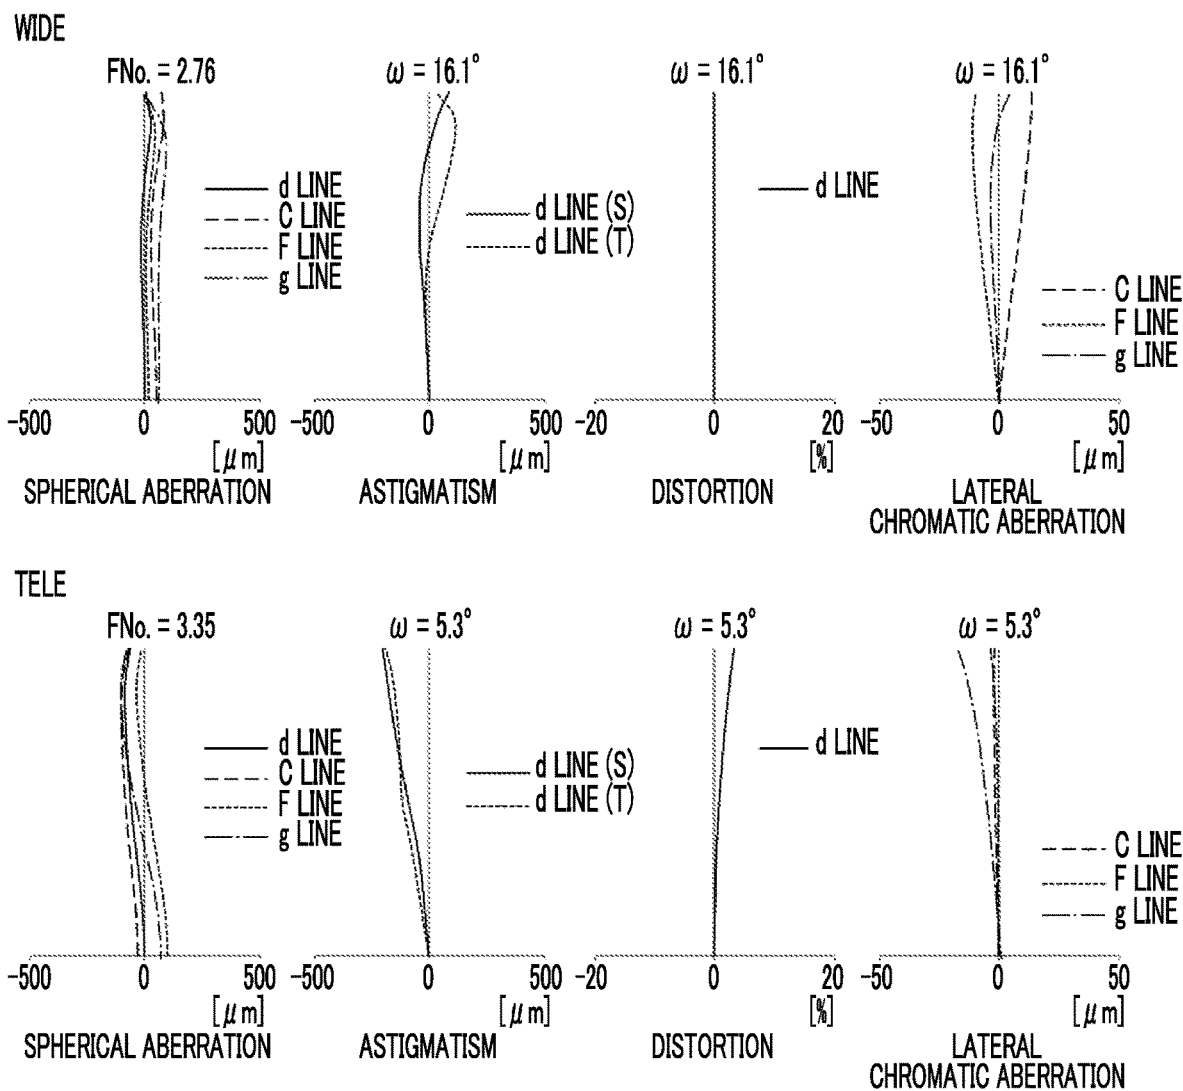 WIDE
FNo. = 2.76
ω = 16.1°
ω = 16.1°
ω = 16.1°
d LINE
C LINE
F LINE
g LINE
d LINE (S)
d LINE (T)
d LINE
C LINE
F LINE
g LINE
-500 0 500
[μm]
SPHERICAL ABERRATION
-500 0 500
[μm]
ASTIGMATISM
-20 0 20
[%]
DISTORTION
-50 0 50
[μm]
LATERAL
CHROMATIC ABERRATION
TELE
FNo. = 3.35
ω = 5.3°
ω = 5.3°
ω = 5.3°
d LINE
C LINE
F LINE
g LINE
d LINE (S)
d LINE (T)
d LINE
C LINE
F LINE
g LINE
-500 0 500
[μm]
SPHERICAL ABERRATION
-500 0 500
[μm]
ASTIGMATISM
-20 0 20
[%]
DISTORTION
-50 0 50
[μm]
LATERAL
CHROMATIC ABERRATION